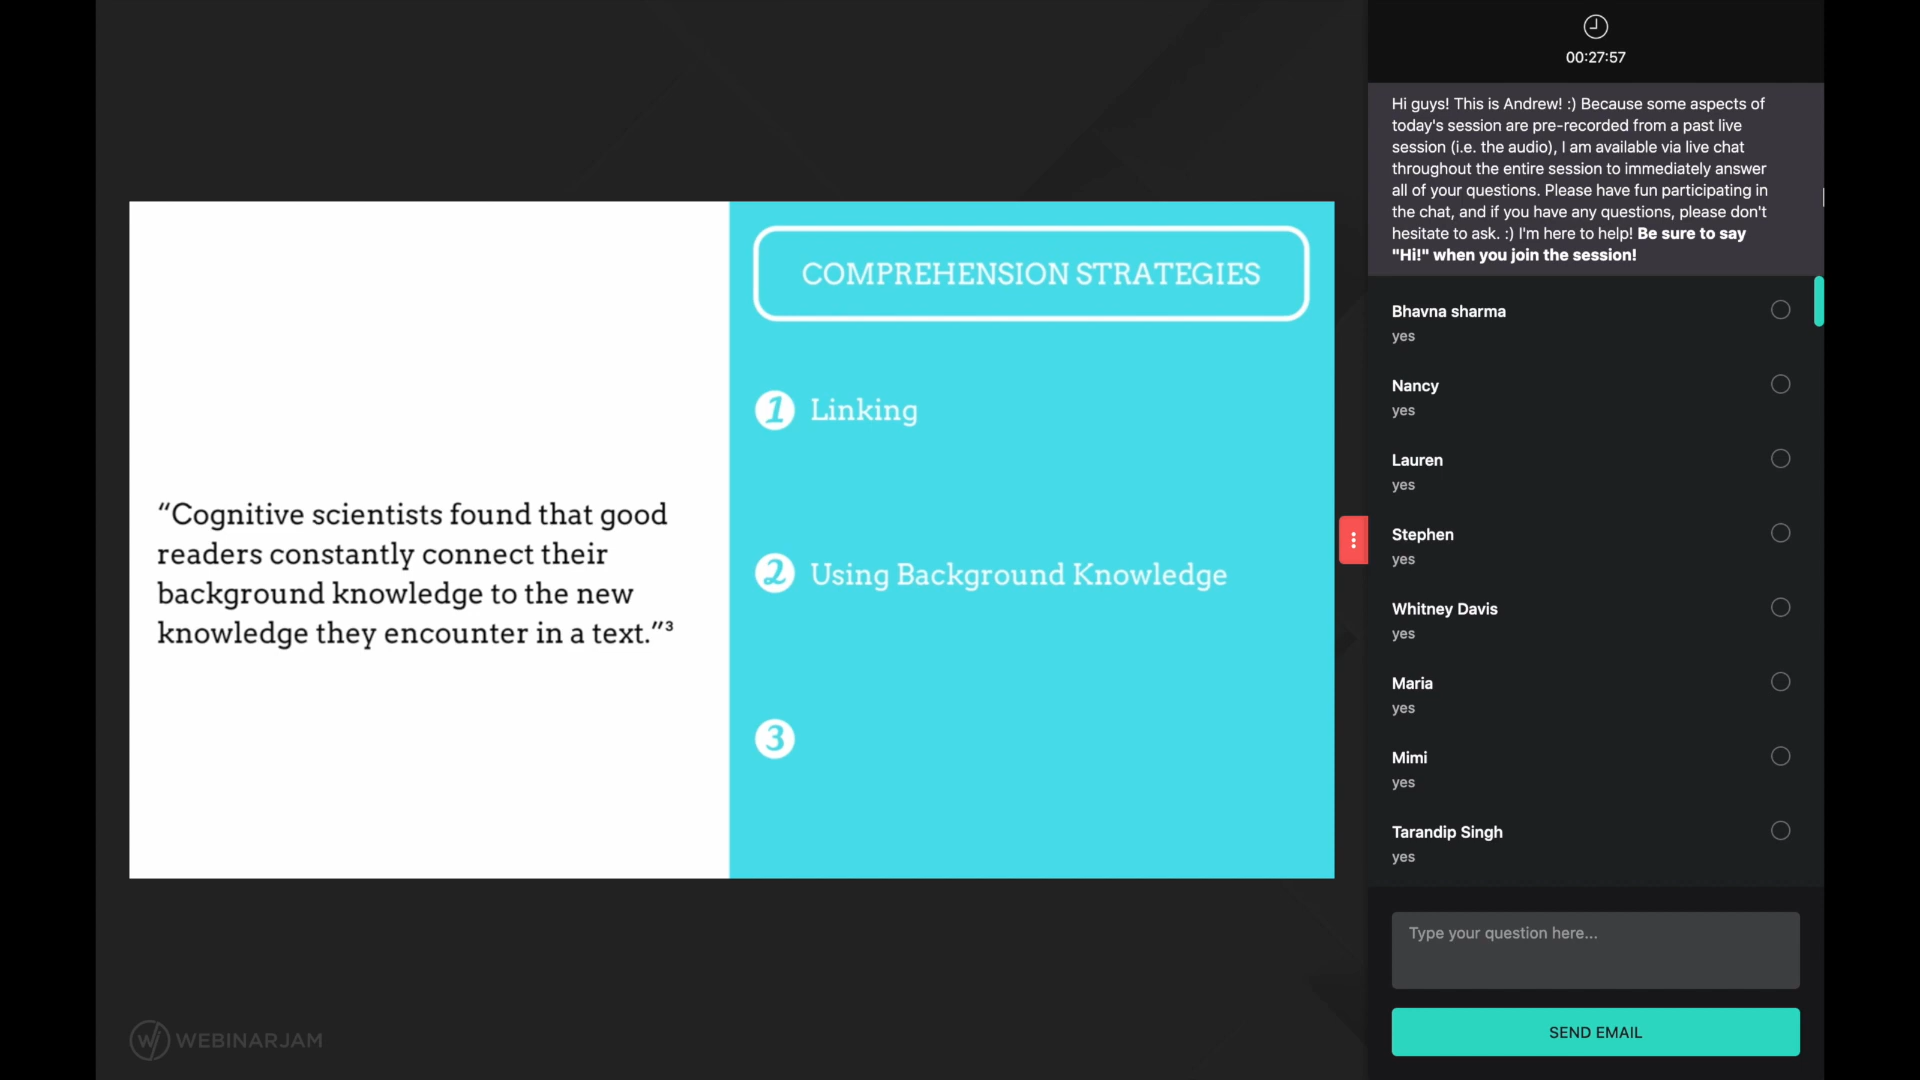 00:27:57
Hi guys! This is Andrew! :) Because some aspects of
today's session are pre-recorded from a past live
session (i.e. the audio), I am available via live chat
throughout the entire session to immediately answer
all of your questions. Please have fun participating in
the chat, and if you have any questions, please don't
hesitate to ask. :) I'm here to help! Be sure to say
"Hi!" when you join the session!
COMPREHENSION STRATEGIES
1 Linking
2 Using Background Knowledge
3
“Cognitive scientists found that good
readers constantly connect their
background knowledge to the new
knowledge they encounter in a text.”³
Bhavna sharma
yes
Nancy
yes
Lauren
yes
Stephen
yes
Whitney Davis
yes
Maria
yes
Mimi
yes
Tarandip Singh
yes
Type your question here...
SEND EMAIL
WEBINARJAM